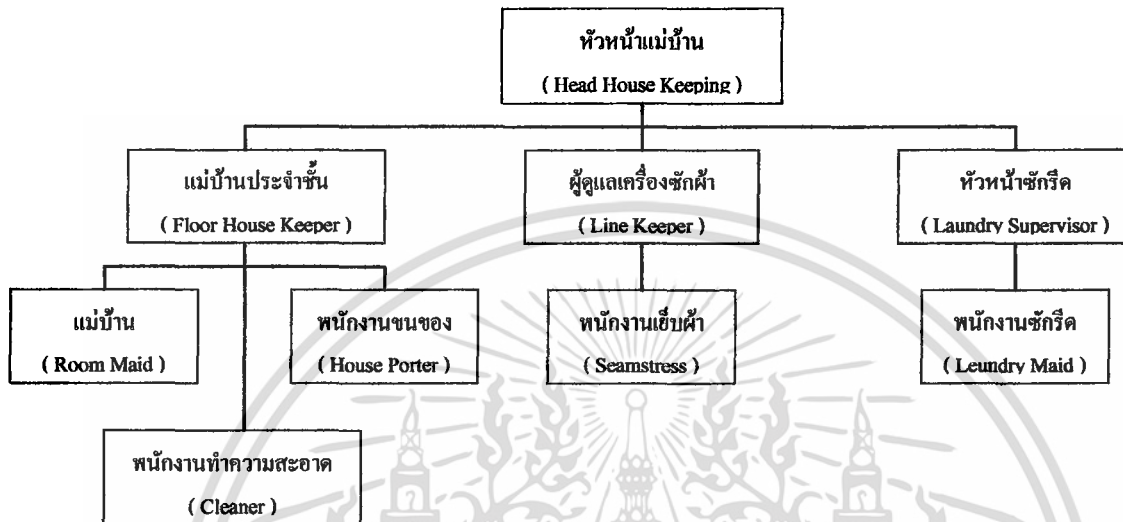 หัวหน้าแม่บ้าน
( Head House Keeping )
แม่บ้านประจำชั้น
( Floor House Keeper )
ผู้ดูแลเครื่องซักผ้า
( Line Keeper )
หัวหน้าซักรีด
( Laundry Supervisor )
แม่บ้าน
( Room Maid )
พนักงานขนของ
( House Porter )
พนักงานเย็บผ้า
( Seamstress )
พนักงานซักรีด
( Leundry Maid )
พนักงานทำความสะอาด
( Cleaner )